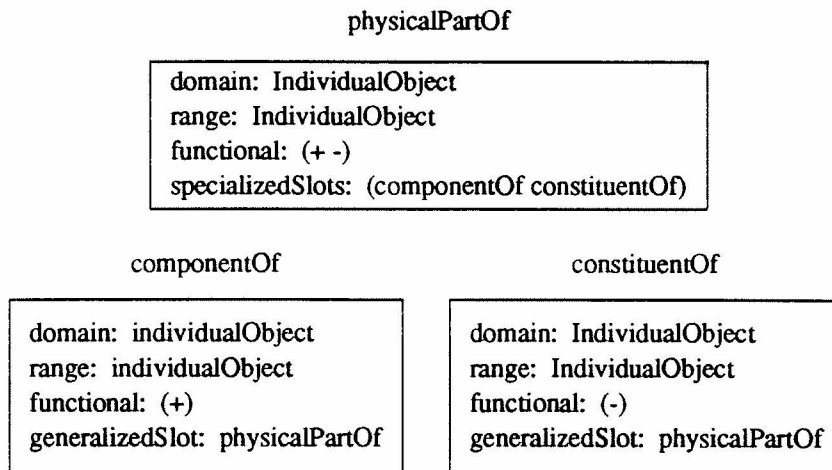 physicalPartOf
domain: IndividualObject
range: IndividualObject
functional: (+ -)
specializedSlots: (componentOf constituentOf)
componentOf
domain: individualObject
range: individualObject
functional: (+)
generalizedSlot: physicalPartOf
constituentOf
domain: IndividualObject
range: IndividualObject
functional: (-)
generalizedSlot: physicalPartOf